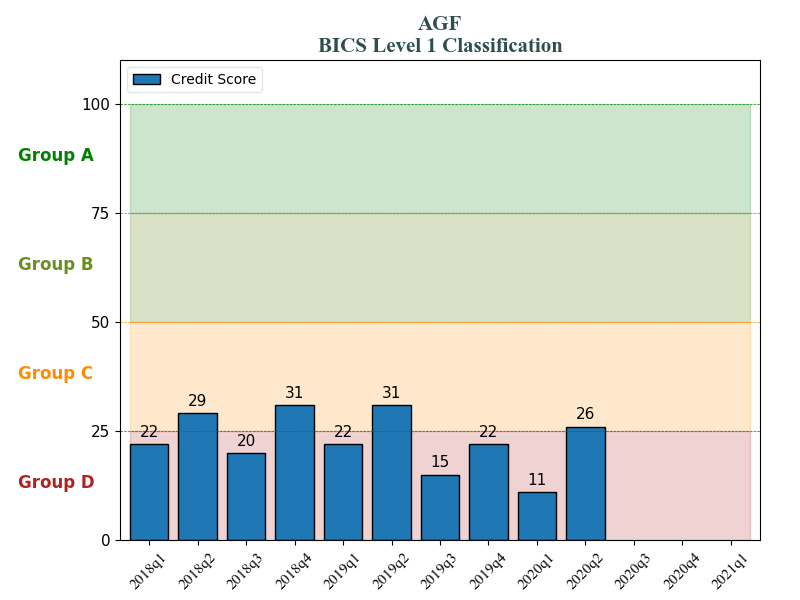 AGF
BICS Level 1 Classification
Credit Score
100
Group A
75
Group B
50
Group C
31
31
29
26
25
22
22
22
20
15
11
Group D
0
2018q1
2018q2
2018q3
2018q4
2019q1
2019q2
2019q3
2019q4
2020q1
2020q2
2020q3
2020q4
2021q1